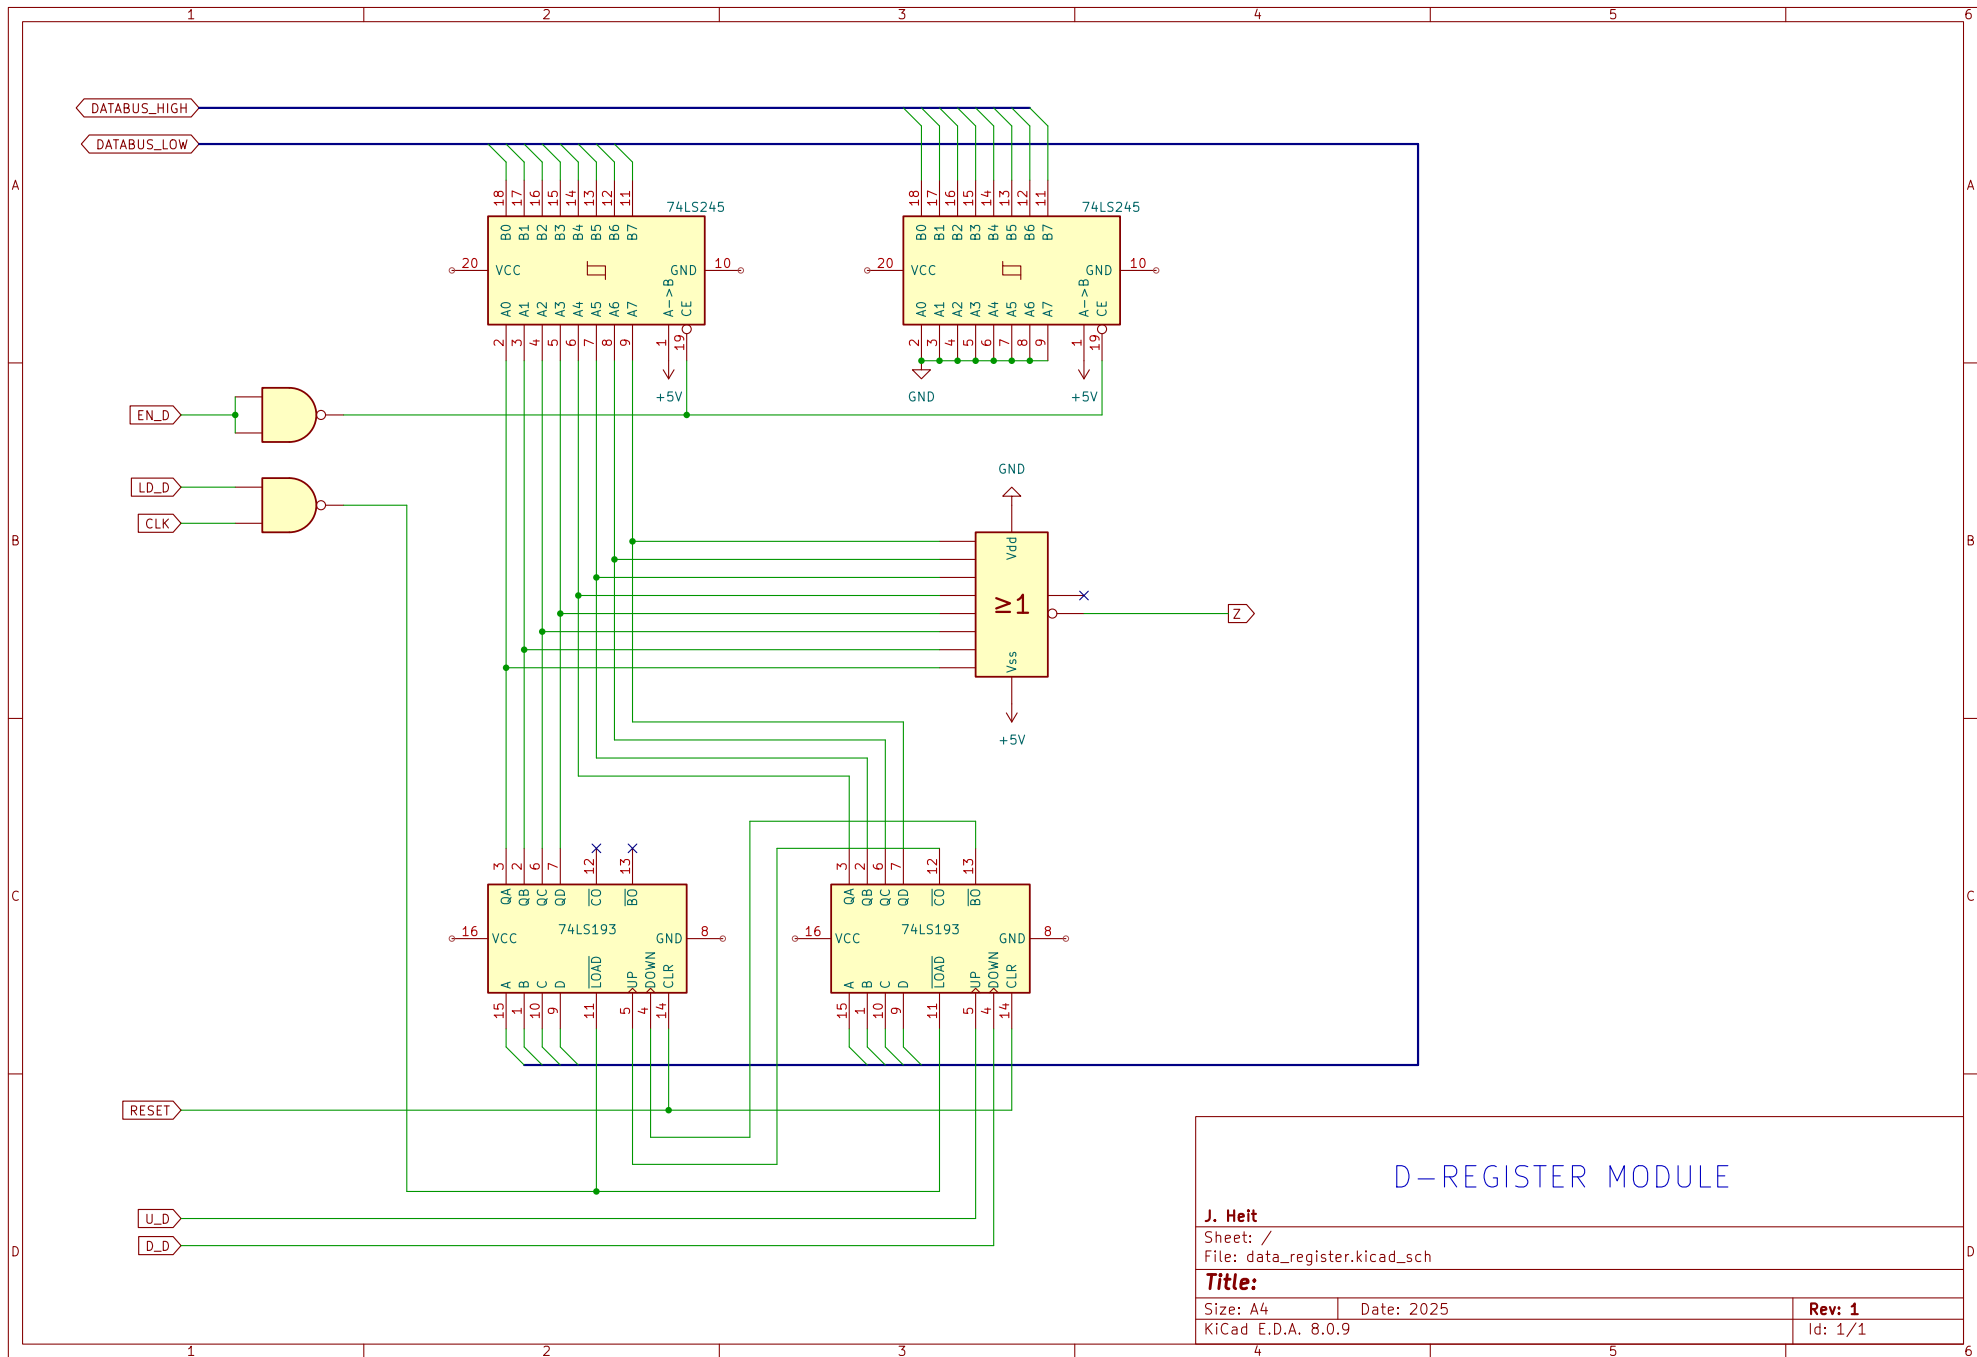 1 2 3 4 5 6
DATABUS_HIGH
DATABUS_LOW
A A
18 17 16 15 14 13 12 11
74LS245
B0 B1 B2 B3 B4 B5 B6 B7
20 VCC GND 10
A0 A1 A2 A3 A4 A5 A6 A7 A->B CE
2 3 4 5 6 7 8 9 1 19
+5V
18 17 16 15 14 13 12 11
74LS245
B0 B1 B2 B3 B4 B5 B6 B7
20 VCC GND 10
A0 A1 A2 A3 A4 A5 A6 A7 A->B CE
2 3 4 5 6 7 8 9 1 19
GND +5V
EN_D
LD_D
CLK
B B
GND
Vdd
≥1
Z
Vss
+5V
3 2 6 7 12 13
QA QB QC QD CO BO
74LS193
16 VCC GND 8
A B C D LOAD UP DOWN CLR
15 1 10 9 11 5 4 14
3 2 6 7 12 13
QA QB QC QD CO BO
74LS193
16 VCC GND 8
A B C D LOAD UP DOWN CLR
15 1 10 9 11 5 4 14
C C
RESET
U_D
D_D
D D
D-REGISTER MODULE
J. Heit
Sheet: /
File: data_register.kicad_sch
Title:
Size: A4 Date: 2025 Rev: 1
KiCad E.D.A. 8.0.9 Id: 1/1
1 2 3 4 5 6